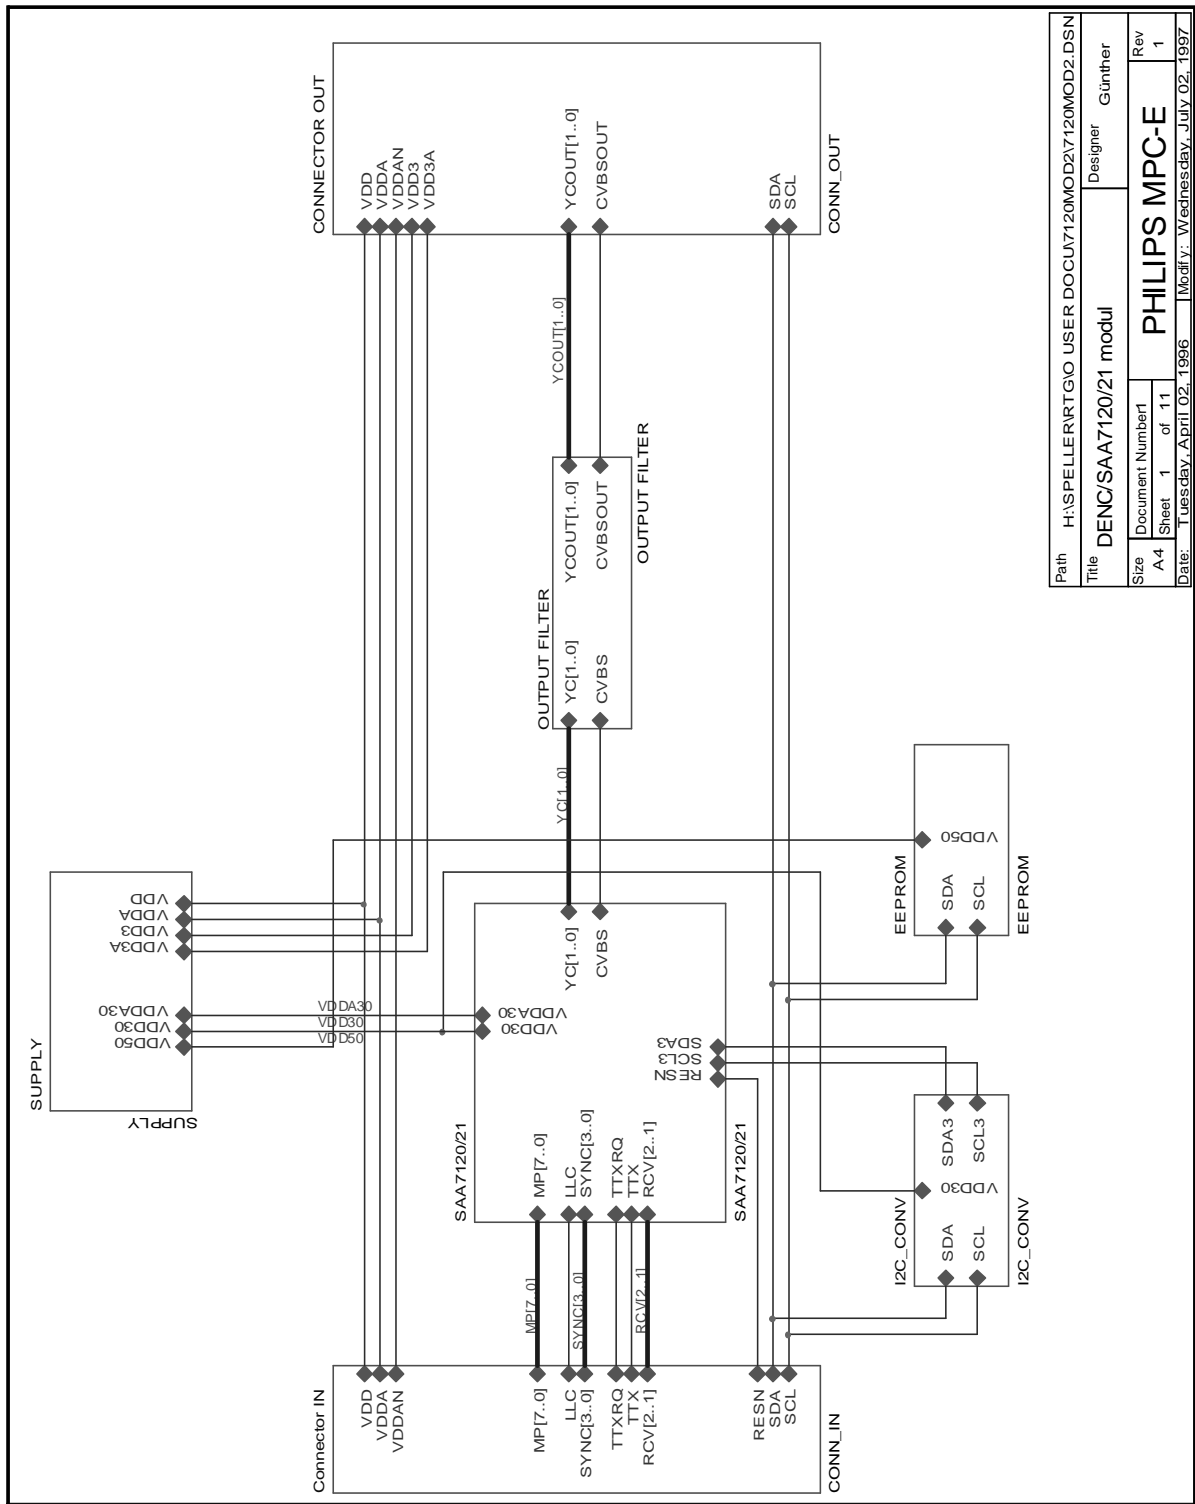 Connector IN
VDD
VDDA
VDDAN
MP[7..0]
LLC
SYNC[3..0]
TTXRQ
TTX
RCV[2..1]
RESN
SDA
SCL
CONN_IN
MP[7..0]
SYNC[3..0]
RCV[2..1]
SUPPLY
VDD50
VDD30
VDDA30
VDD3A
VDD3
VDDA
VDD
SUPPLY
VDDA30
VDD30
VDD50
SAA7120/21
VDD30
VDDA30
MP[7..0]
LLC
SYNC[3..0]
TTXRQ
TTX
RCV[2..1]
YC[1..0]
CVBS
RESN
SCL3
SDA3
SAA7120/21
I2C_CONV
SDA
SCL
VDD30
SDA3
SCL3
I2C_CONV
EEPROM
SDA
SCL
VDD50
EEPROM
YC[1..0]
OUTPUT FILTER
YC[1..0]
CVBS
YCOUT[1..0]
CVBSOUT
OUTPUT FILTER
YCOUT[1..0]
CONNECTOR OUT
VDD
VDDA
VDDAN
VDD3
VDD3A
YCOUT[1..0]
CVBSOUT
SDA
SCL
CONN_OUT
Path H:\SPELLER\RTG\O USER DOCU\7120MOD2\7120MOD2.DSN
Title DENC/SAA7120/21 modul
Designer Günther
Size A4
Document Number1
Sheet 1 of 11
PHILIPS MPC-E
Rev 1
Date: Tuesday, April 02, 1996
Modify: Wednesday, July 02, 1997